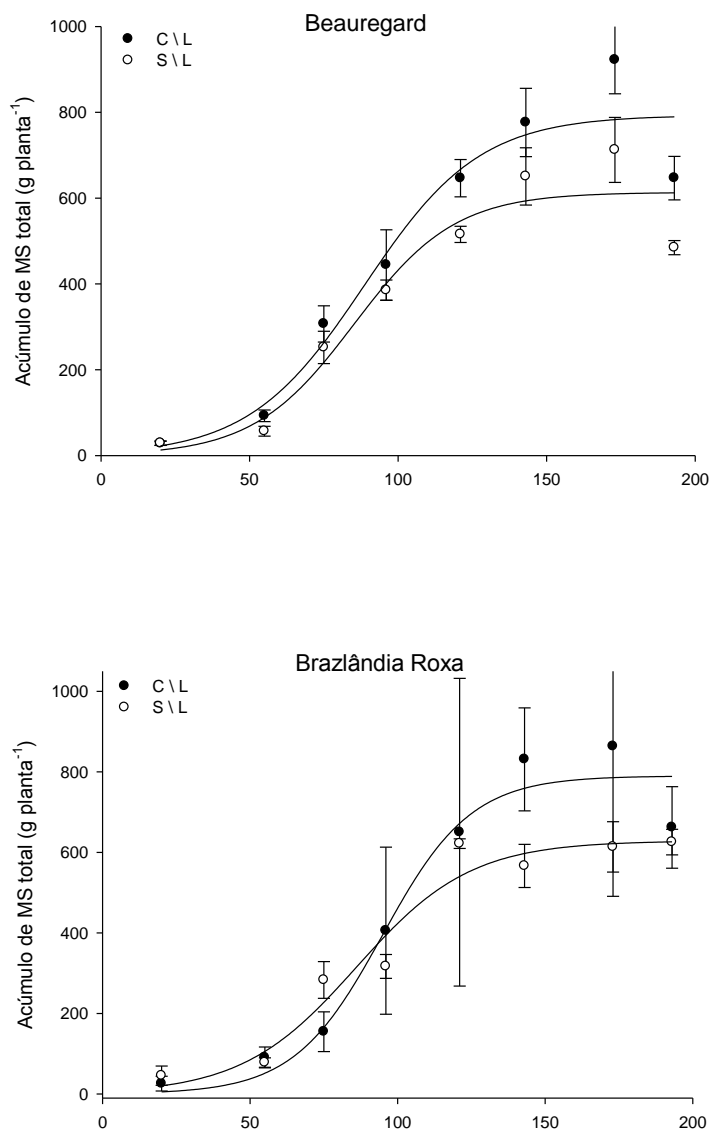 Beauregard
C \ L
S \ L
Acúmulo de MS total (g planta-1)
1000
800
600
400
200
0
0 50 100 150 200
Brazlândia Roxa
C \ L
S \ L
Acúmulo de MS total (g planta-1)
1000
800
600
400
200
0
0 50 100 150 200